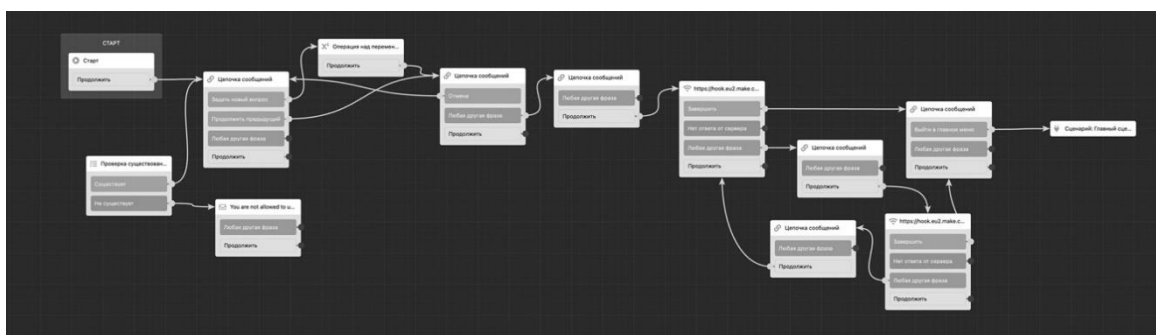 СТАРТ
Старт
Продолжить
Цепочка сообщений
Задать новый вопрос
Продолжить предыдущий
Любая другая фраза
Продолжить
Операция над перемен...
Продолжить
Проверка существован...
Существует
Не существует
You are not allowed to u...
Любая другая фраза
Продолжить
Цепочка сообщений
Отмена
Любая другая фраза
Продолжить
Цепочка сообщений
Любая другая фраза
Продолжить
https://hook.eu2.make.c...
Завершить
Нет ответа от сервера
Любая другая фраза
Продолжить
Цепочка сообщений
Любая другая фраза
Продолжить
Цепочка сообщений
Любая другая фраза
Продолжить
https://hook.eu2.make.c...
Завершить
Нет ответа от сервера
Любая другая фраза
Продолжить
Цепочка сообщений
Выйти в главное меню
Любая другая фраза
Продолжить
Сценарий: Главный сце...